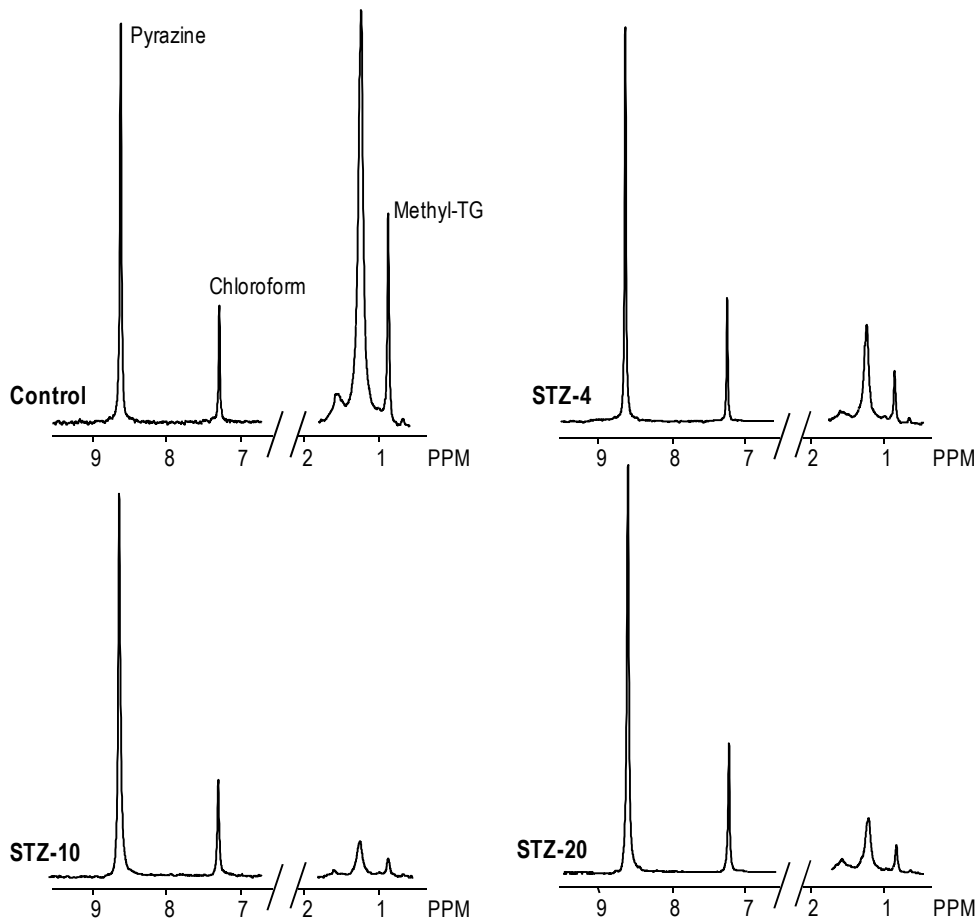 Pyrazine
Methyl-TG
Chloroform
Control
9 8 7 2 1 PPM
STZ-4
9 8 7 2 1 PPM
STZ-10
9 8 7 2 1 PPM
STZ-20
9 8 7 2 1 PPM